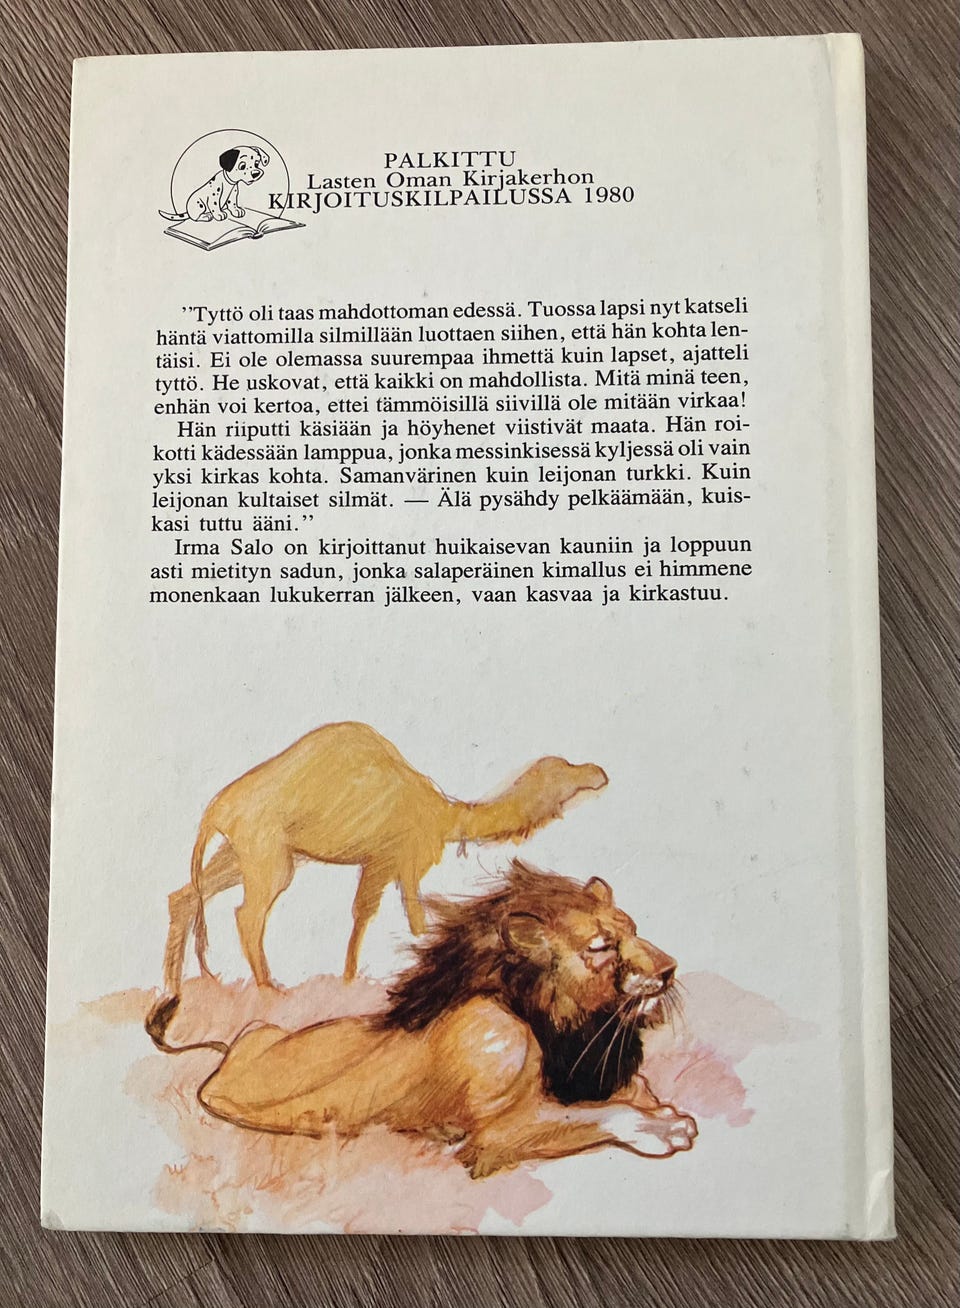 PALKITTU
Lasten Oman Kirjakerhon
KIRJOITUSKILPAILUSSA 1980
”Tyttö oli taas mahdottoman edessä. Tuossa lapsi nyt katseli
häntä viattomilla silmillään luottaen siihen, että hän kohta len-
täisi. Ei ole olemassa suurempaa ihmettä kuin lapset, ajatteli
tyttö. He uskovat, että kaikki on mahdollista. Mitä minä teen,
enhän voi kertoa, ettei tämmöisillä siivillä ole mitään virkaa!
Hän riiputti käsiään ja höyhenet viistivät maata. Hän roi-
kotti kädessään lamppua, jonka messinkisessä kyljessä oli vain
yksi kirkas kohta. Samanvärinen kuin leijonan turkki. Kuin
leijonan kultaiset silmät. — Älä pysähdy pelkäämään, kuis-
kasi tuttu ääni.”
Irma Salo on kirjoittanut huikaisevan kauniin ja loppuun
asti mietityn sadun, jonka salaperäinen kimallus ei himmene
monenkaan lukukerran jälkeen, vaan kasvaa ja kirkastuu.